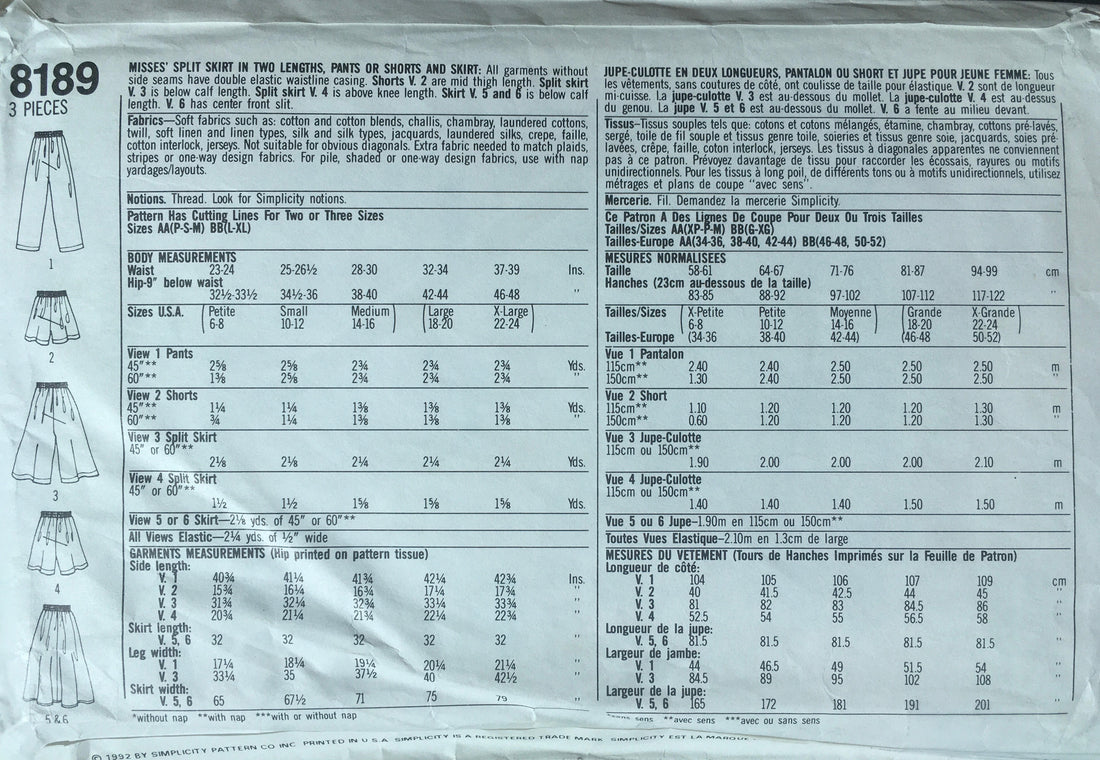 8189
3 PIECES
1
2
3
4
5 & 6
MISSES' SPLIT SKIRT IN TWO LENGTHS, PANTS OR SHORTS AND SKIRT: All garments without
side seams have double elastic waistline casing. Shorts V. 2 are mid thigh length. Split skirt
V. 3 is below calf length. Split skirt V. 4 is above knee length. Skirt V. 5 and 6 is below calf
length. V. 6 has center front slit.
Fabrics—Soft fabrics such as: cotton and cotton blends, challis, chambray, laundered cottons,
twill, soft linen and linen types, silk and silk types, jacquards, laundered silks, crepe, faille,
cotton interlock, jerseys. Not suitable for obvious diagonals. Extra fabric needed to match plaids,
stripes or one-way design fabrics. For pile, shaded or one-way design fabrics, use with nap
yardages/layouts.
Notions. Thread. Look for Simplicity notions.
Pattern Has Cutting Lines For Two or Three Sizes
Sizes AA(P-S-M) BB(L-XL)
BODY MEASUREMENTS
Waist 23-24 25-26½ 28-30 32-34 37-39 Ins.
Hip-9" below waist
32½-33½ 34½-36 38-40 42-44 46-48 "
Sizes U.S.A. (Petite Small Medium) (Large X-Large)
6-8 10-12 14-16 18-20 22-24
View 1 Pants
45"** 2⅝ 2⅝ 2¾ 2¾ 2¾ Yds.
60"** 1⅜ 2⅝ 2¾ 2¾ 2¾ "
View 2 Shorts
45"** 1¼ 1¼ 1⅜ 1⅜ 1⅜ Yds.
60"** ¾ 1¼ 1⅜ 1⅜ 1⅜ "
View 3 Split Skirt
45" or 60"**
2⅛ 2⅛ 2¼ 2¼ 2¼ Yds.
View 4 Split Skirt
45" or 60"**
1½ 1½ 1⅝ 1⅝ 1⅝ Yds.
View 5 or 6 Skirt—2⅛ yds. of 45" or 60"**
All Views Elastic—2¼ yds. of ½" wide
GARMENTS MEASUREMENTS (Hip printed on pattern tissue)
Side length:
V. 1 40¾ 41¼ 41¾ 42¼ 42¾ Ins.
V. 2 15¾ 16¼ 16¾ 17¼ 17¾ "
V. 3 31¾ 32¼ 32¾ 33¼ 33¾ "
V. 4 20¾ 21¼ 21¾ 22¼ 22¾ "
Skirt length:
V. 5, 6 32 32 32 32 32 "
Leg width:
V. 1 17¼ 18¼ 19¼ 20¼ 21¼ "
V. 3 33¼ 35 37½ 40 42½ "
Skirt width:
V. 5, 6 65 67½ 71 75 79 "
*without nap **with nap ***with or without nap
JUPE-CULOTTE EN DEUX LONGUEURS, PANTALON OU SHORT ET JUPE POUR JEUNE FEMME: Tous
les vêtements, sans coutures de côté, ont coulisse de taille pour élastique. V. 2 sont de longueur
mi-cuisse. La jupe-culotte V. 3 est au-dessous du mollet. La jupe-culotte V. 4 est au-dessus
du genou. La jupe V. 5 et 6 est au-dessous du mollet. V. 6 a fente au milieu devant.
Tissus—Tissus souples tels que: cotons et cotons mélangés, étamine, chambray, cottons pré-lavés,
sergé, toile de fil souple et tissus genre toile, soieries et tissus genre soie, jacquards, soies pré-
lavées, crêpe, faille, coton interlock, jerseys. Les tissus à diagonales apparentes ne conviennent
pas à ce patron. Prévoyez davantage de tissu pour raccorder les écossais, rayures ou motifs
unidirectionnels. Pour les tissus à long poil, de différents tons ou à motifs unidirectionnels, utilisez
métrages et plans de coupe "avec sens".
Mercerie. Fil. Demandez la mercerie Simplicity.
Ce Patron A Des Lignes De Coupe Pour Deux Ou Trois Tailles
Tailles/Sizes AA(XP-P-M) BB(G-XG)
Tailles-Europe AA(34-36, 38-40, 42-44) BB(46-48, 50-52)
MESURES NORMALISEES
Taille 58-61 64-67 71-76 81-87 94-99 cm
Hanches (23cm au-dessous de la taille)
83-85 88-92 97-102 107-112 117-122 "
Tailles/Sizes (X-Petite Petite Moyenne) (Grande X-Grande)
6-8 10-12 14-16 18-20 22-24
Tailles-Europe (34-36 38-40 42-44) (46-48 50-52)
Vue 1 Pantalon
115cm** 2.40 2.40 2.50 2.50 2.50 m
150cm** 1.30 2.40 2.50 2.50 2.50 "
Vue 2 Short
115cm** 1.10 1.20 1.20 1.20 1.30 m
150cm** 0.60 1.20 1.20 1.20 1.30 "
Vue 3 Jupe-Culotte
115cm ou 150cm**
1.90 2.00 2.00 2.00 2.10 m
Vue 4 Jupe-Culotte
115cm ou 150cm**
1.40 1.40 1.40 1.50 1.50 m
Vue 5 ou 6 Jupe—1.90m en 115cm ou 150cm**
Toutes Vues Elastique—2.10m en 1.3cm de large
MESURES DU VETEMENT (Tours de Hanches Imprimés sur la Feuille de Patron)
Longueur de côté:
V. 1 104 105 106 107 109 cm
V. 2 40 41.5 42.5 44 45 "
V. 3 81 82 83 84.5 86 "
V. 4 52.5 54 55 56.5 58 "
Longueur de la jupe:
V. 5, 6 81.5 81.5 81.5 81.5 81.5 "
Largeur de jambe:
V. 1 44 46.5 49 51.5 54 "
V. 3 84.5 89 95 102 108 "
Largeur de la jupe:
V. 5, 6 165 172 181 191 201 "
sens **avec sens ***avec ou sans sens
© 1992 BY SIMPLICITY PATTERN CO INC PRINTED IN U.S.A. SIMPLICITY IS A REGISTERED TRADE MARK SIMPLICITY EST LA MARQUE